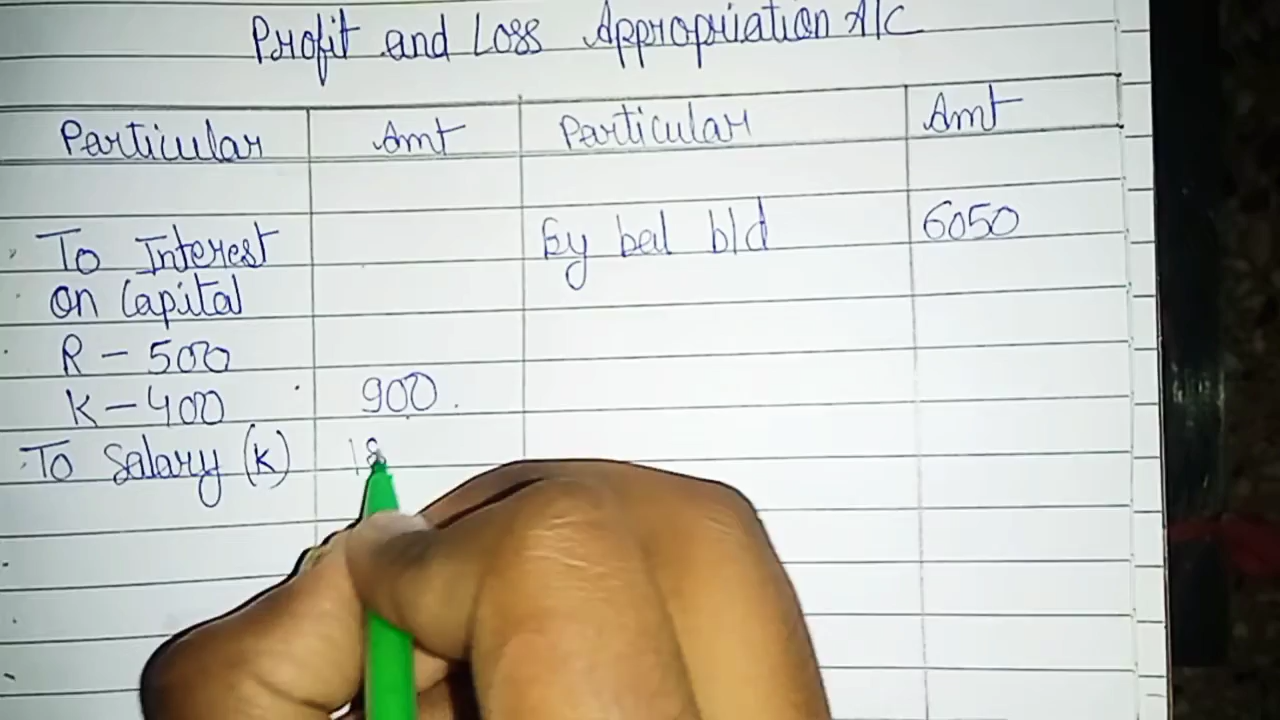 Profit and Loss Appropriation A/C
Particular Amt Particular Amt
To Interest By bal b/d 6050
on Capital
R - 500
K - 400 900
To Salary (K) 18